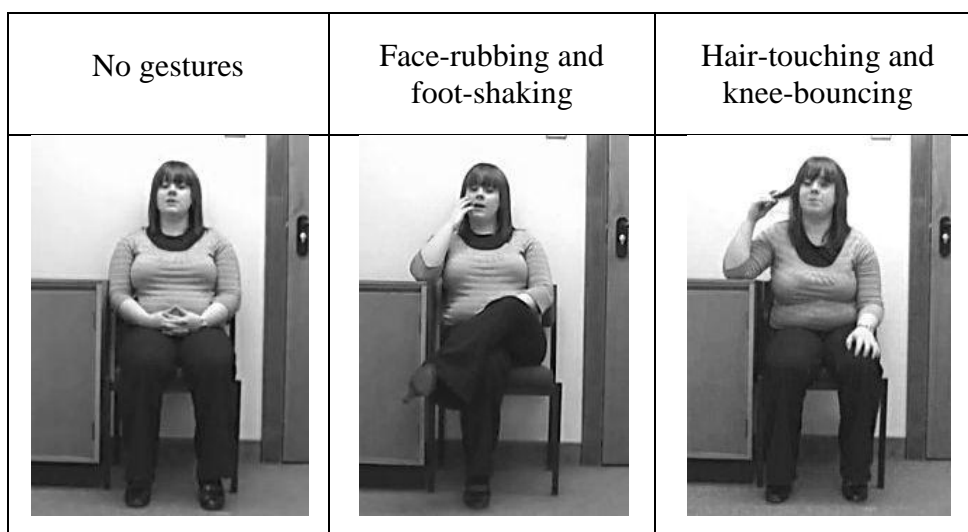 No gestures
Face-rubbing and
foot-shaking
Hair-touching and
knee-bouncing